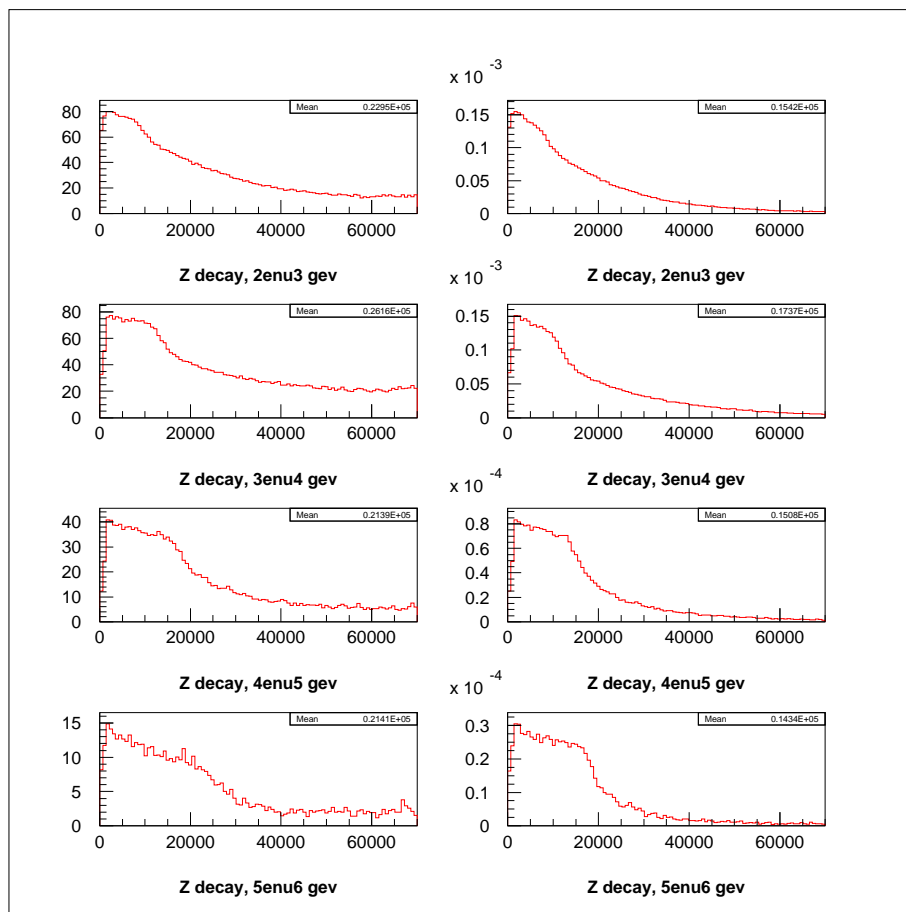 x 10 -3
Mean 0.2295E+05
80
60
40
20
0
0 20000 40000 60000
Z decay, 2enu3 gev
Mean 0.1542E+05
0.15
0.1
0.05
0
0 20000 40000 60000
Z decay, 2enu3 gev
x 10 -3
Mean 0.2616E+05
80
60
40
20
0
0 20000 40000 60000
Z decay, 3enu4 gev
Mean 0.1737E+05
0.15
0.1
0.05
0
0 20000 40000 60000
Z decay, 3enu4 gev
x 10 -4
Mean 0.2139E+05
40
30
20
10
0
0 20000 40000 60000
Z decay, 4enu5 gev
Mean 0.1508E+05
0.8
0.6
0.4
0.2
0
0 20000 40000 60000
Z decay, 4enu5 gev
x 10 -4
Mean 0.2141E+05
15
10
5
0
0 20000 40000 60000
Z decay, 5enu6 gev
Mean 0.1434E+05
0.3
0.2
0.1
0
0 20000 40000 60000
Z decay, 5enu6 gev